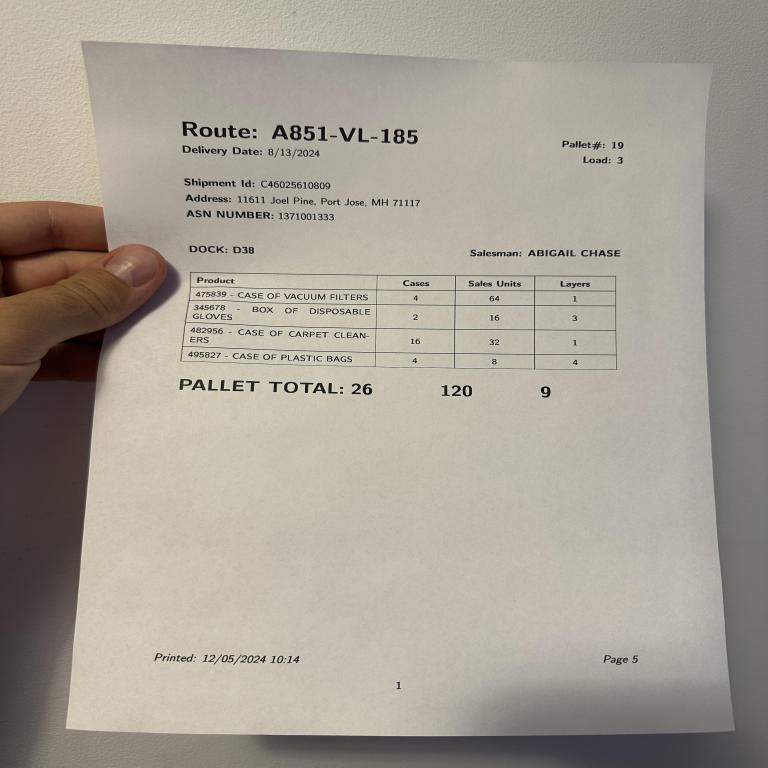 Route: A851-VL-185
Delivery Date: 8/13/2024
Pallet#: 19
Load: 3
Shipment Id: C46025610809
Address: 11611 Joel Pine, Port Jose, MH 71117
ASN NUMBER: 1371001333
DOCK: D38
Salesman: ABIGAIL CHASE
Product Cases Sales Units Layers
475839 - CASE OF VACUUM FILTERS 4 64 1
345678 - BOX OF DISPOSABLE
GLOVES 2 16 3
482956 - CASE OF CARPET CLEAN-
ERS 16 32 1
495827 - CASE OF PLASTIC BAGS 4 8 4
PALLET TOTAL: 26 120 9
Printed: 12/05/2024 10:14
Page 5
1